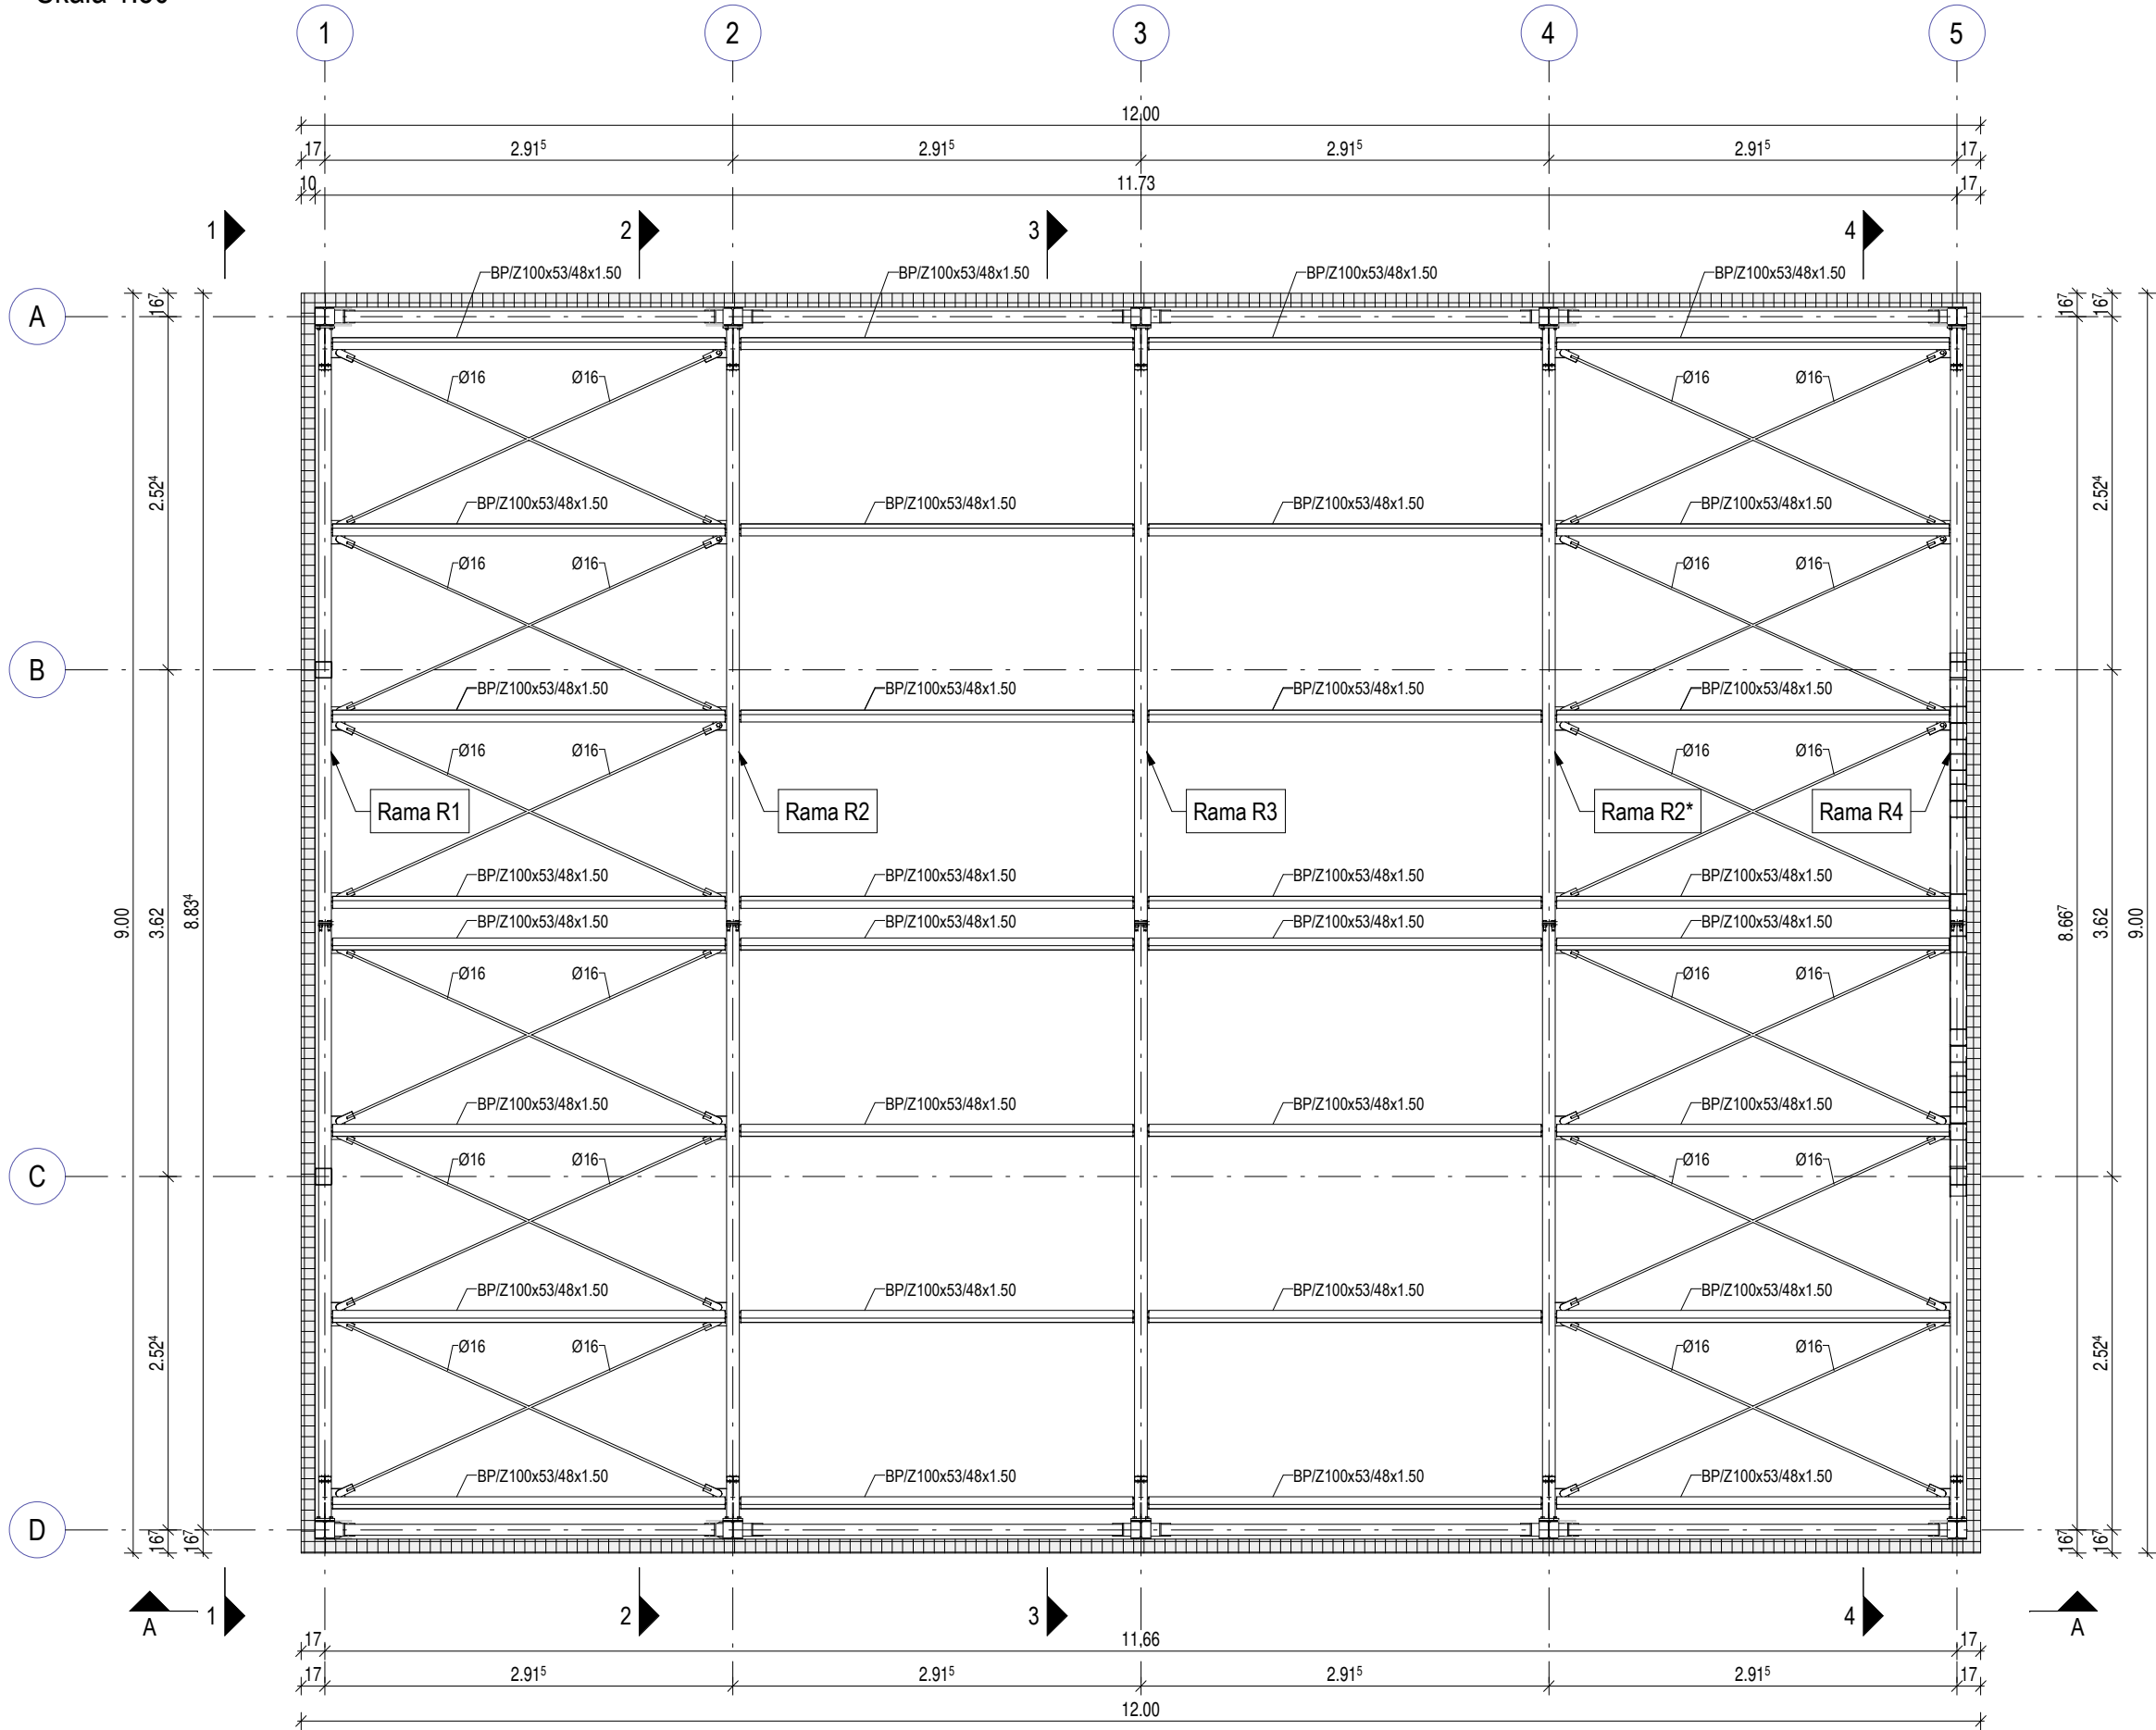 1 2 3 4 5
12.00
17 2.91⁵ 2.91⁵ 2.91⁵ 2.91⁵ 17
10 11.73 17
1 2 3 4
BP/Z100x53/48x1.50 BP/Z100x53/48x1.50 BP/Z100x53/48x1.50 BP/Z100x53/48x1.50
16⁷ 16⁷ 16⁷
A
Ø16 Ø16 Ø16 Ø16
2.52⁴ 2.52⁴
BP/Z100x53/48x1.50 BP/Z100x53/48x1.50 BP/Z100x53/48x1.50 BP/Z100x53/48x1.50
Ø16 Ø16 Ø16 Ø16
B
BP/Z100x53/48x1.50 BP/Z100x53/48x1.50 BP/Z100x53/48x1.50 BP/Z100x53/48x1.50
Ø16 Ø16 Ø16 Ø16
Rama R1 Rama R2 Rama R3 Rama R2* Rama R4
BP/Z100x53/48x1.50 BP/Z100x53/48x1.50 BP/Z100x53/48x1.50 BP/Z100x53/48x1.50
9.00 3.62 8.83⁴ 8.66⁷ 3.62 9.00
BP/Z100x53/48x1.50 BP/Z100x53/48x1.50 BP/Z100x53/48x1.50 BP/Z100x53/48x1.50
Ø16 Ø16 Ø16 Ø16
BP/Z100x53/48x1.50 BP/Z100x53/48x1.50 BP/Z100x53/48x1.50 BP/Z100x53/48x1.50
Ø16 Ø16 Ø16 Ø16
C
BP/Z100x53/48x1.50 BP/Z100x53/48x1.50 BP/Z100x53/48x1.50 BP/Z100x53/48x1.50
2.52⁴ 2.52⁴
Ø16 Ø16 Ø16 Ø16
BP/Z100x53/48x1.50 BP/Z100x53/48x1.50 BP/Z100x53/48x1.50 BP/Z100x53/48x1.50
D
16⁷ 16⁷ 16⁷ 16⁷
A 1 2 3 4 A
17 11.66 17
17 2.91⁵ 2.91⁵ 2.91⁵ 2.91⁵ 17
12.00